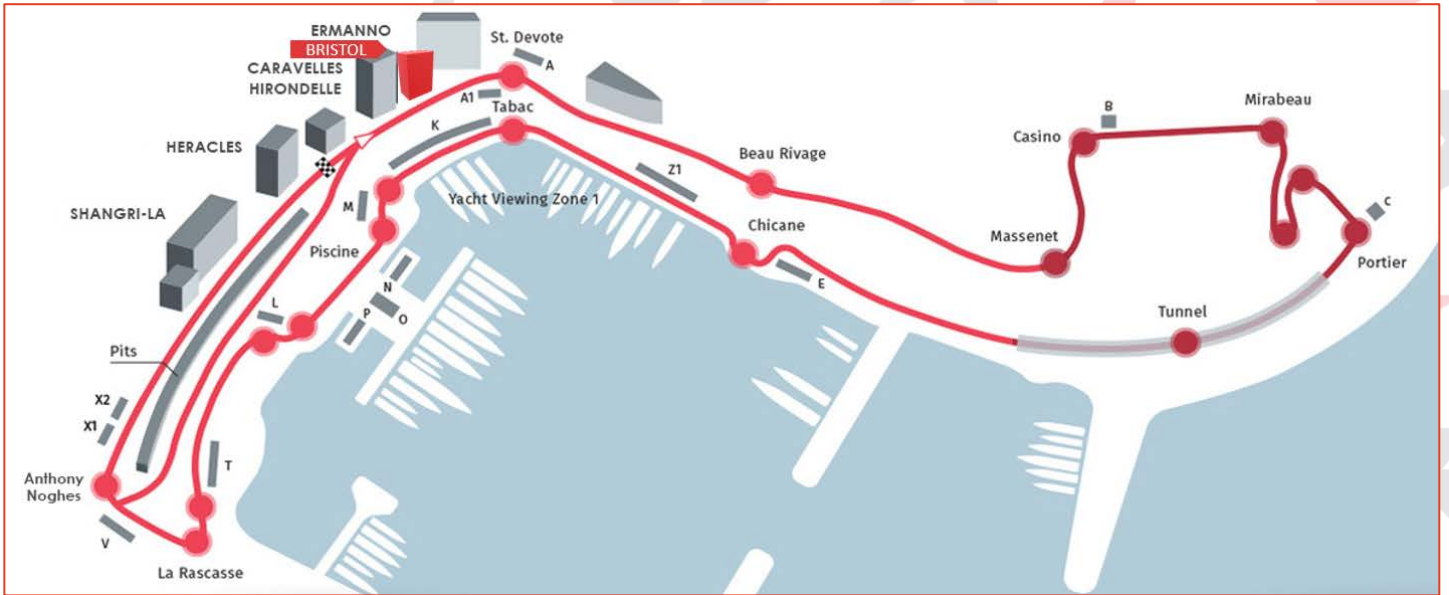 ERMANNO
BRISTOL
CARAVELLES
HIRONDELLE
HERACLES
SHANGRI-LA
St. Devote
A
A1
Tabac
K
Z1
Beau Rivage
Yacht Viewing Zone 1
M
Piscine
Chicane
E
Massenet
Casino
B
Mirabeau
C
Portier
Tunnel
N
O
P
L
Pits
X2
X1
T
Anthony
Noghes
V
La Rascasse